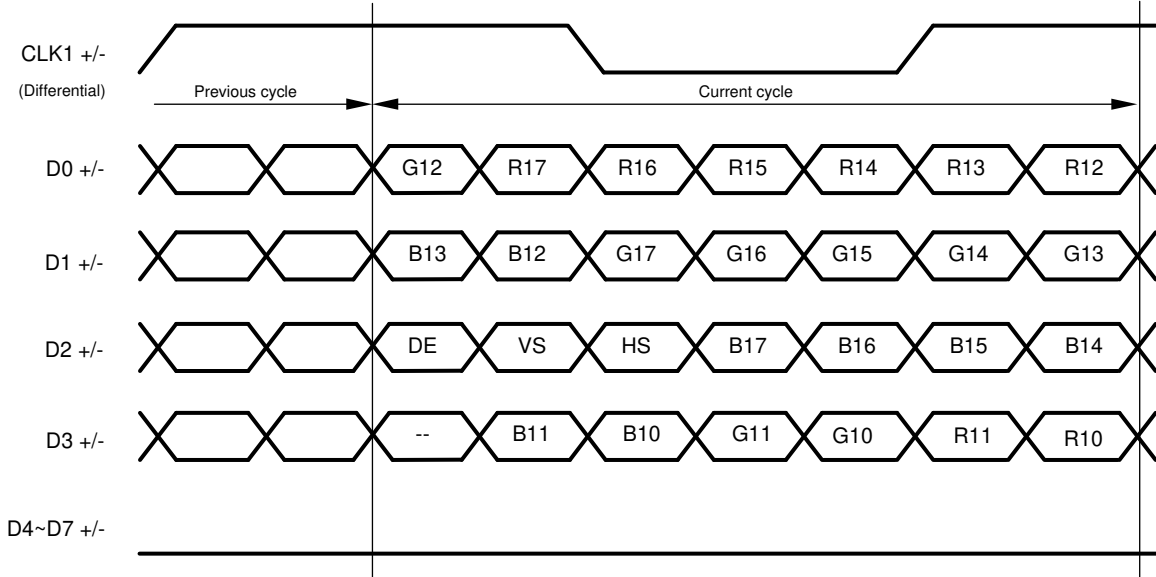 CLK1 +/-
(Differential)
Previous cycle Current cycle
D0 +/- G12 R17 R16 R15 R14 R13 R12
D1 +/- B13 B12 G17 G16 G15 G14 G13
D2 +/- DE VS HS B17 B16 B15 B14
D3 +/- -- B11 B10 G11 G10 R11 R10
D4~D7 +/-